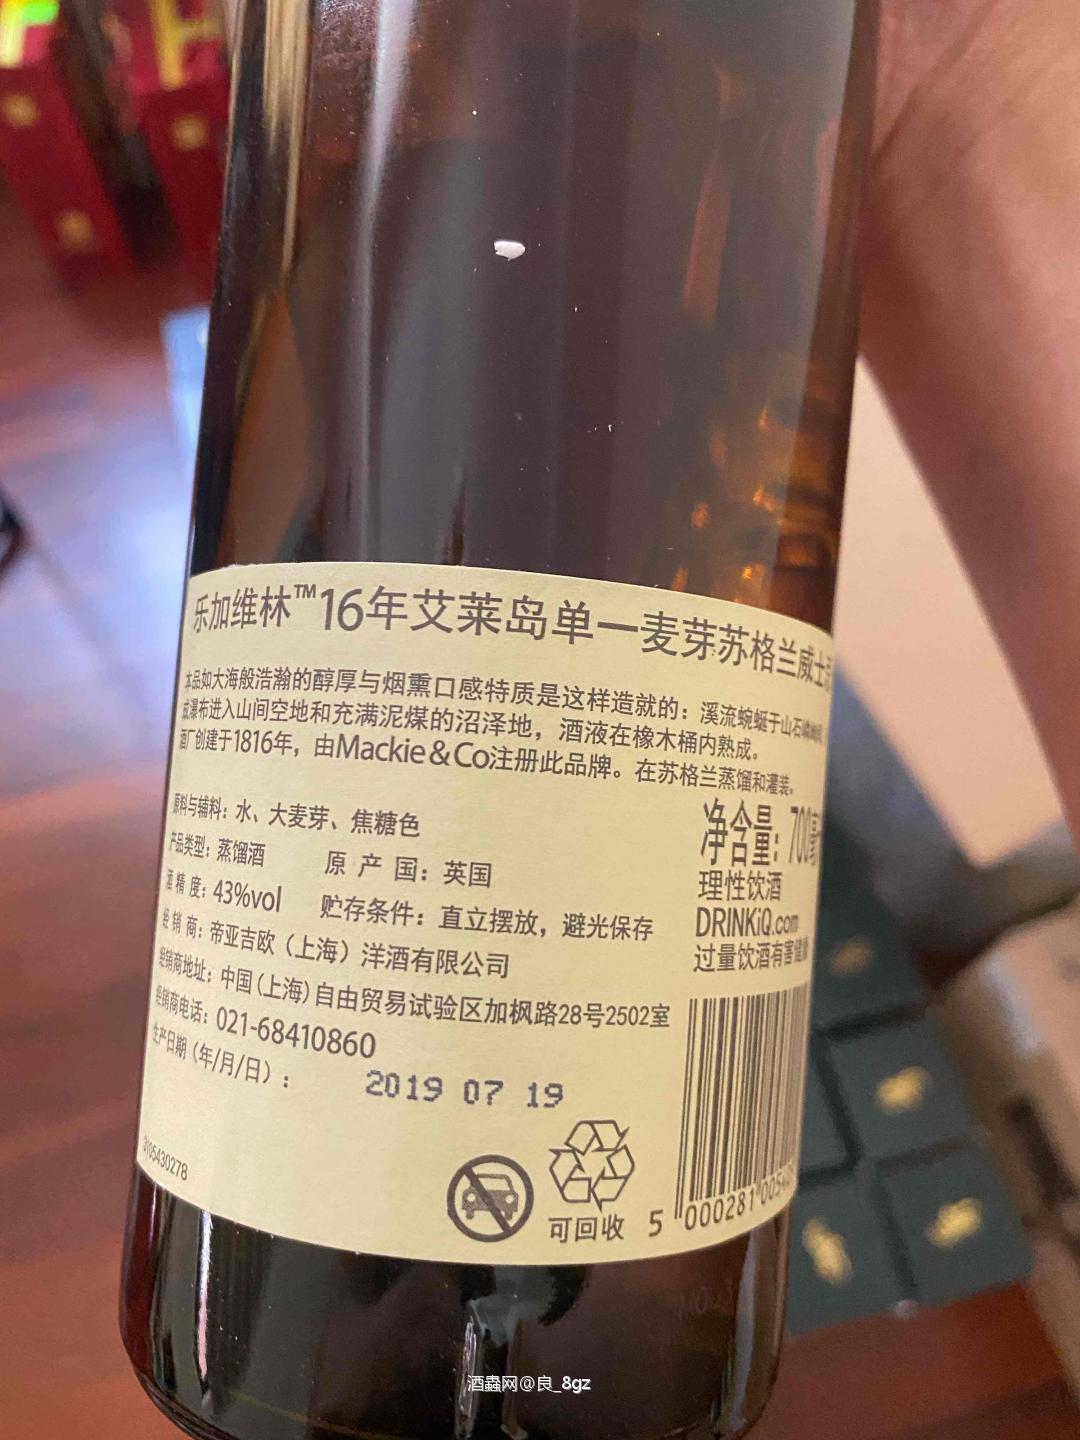 乐加维林™16年艾莱岛单一麦芽苏格兰威士
本品如大海般浩瀚的醇厚与烟熏口感特质是这样造就的：溪流蜿蜒于山石
成瀑布进入山间空地和充满泥煤的沼泽地，酒液在橡木桶内熟成。
酒厂创建于1816年，由Mackie&Co注册此品牌。在苏格兰蒸馏和灌装。
原料与辅料：水、大麦芽、焦糖色
产品类型：蒸馏酒 原 产 国：英国
酒 精 度：43%vol 贮存条件：直立摆放，避光保存
经 销 商：帝亚吉欧（上海）洋酒有限公司
经销商地址：中国(上海)自由贸易试验区加枫路28号2502室
经销商电话：021-68410860
生产日期（年/月/日）： 2019 07 19
净含量：700毫
理性饮酒
DRINKiQ.com
过量饮酒有害健康
3105430278
可回收
5 000281 0054
酒蟲网@良_8gz